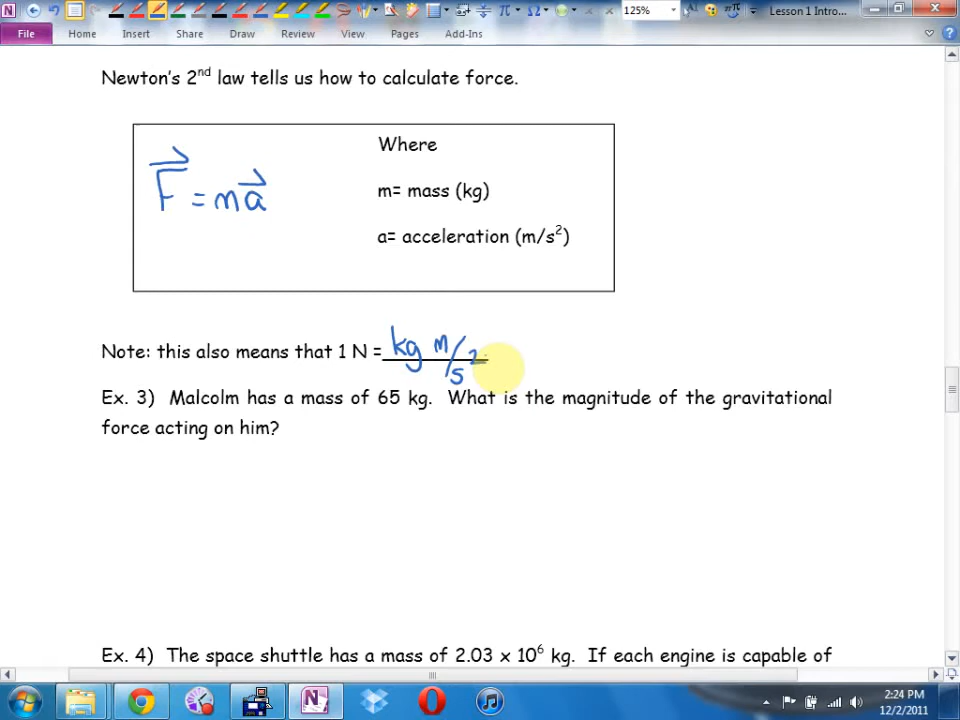 125%
Lesson 1 Intro...
File Home Insert Share Draw Review View Pages Add-Ins
Newton's 2nd law tells us how to calculate force.
Where
F = ma
m= mass (kg)
a= acceleration (m/s²)
Note: this also means that 1 N = kg m/s²
Ex. 3) Malcolm has a mass of 65 kg. What is the magnitude of the gravitational
force acting on him?
Ex. 4) The space shuttle has a mass of 2.03 x 10⁶ kg. If each engine is capable of
2:24 PM
12/2/2011